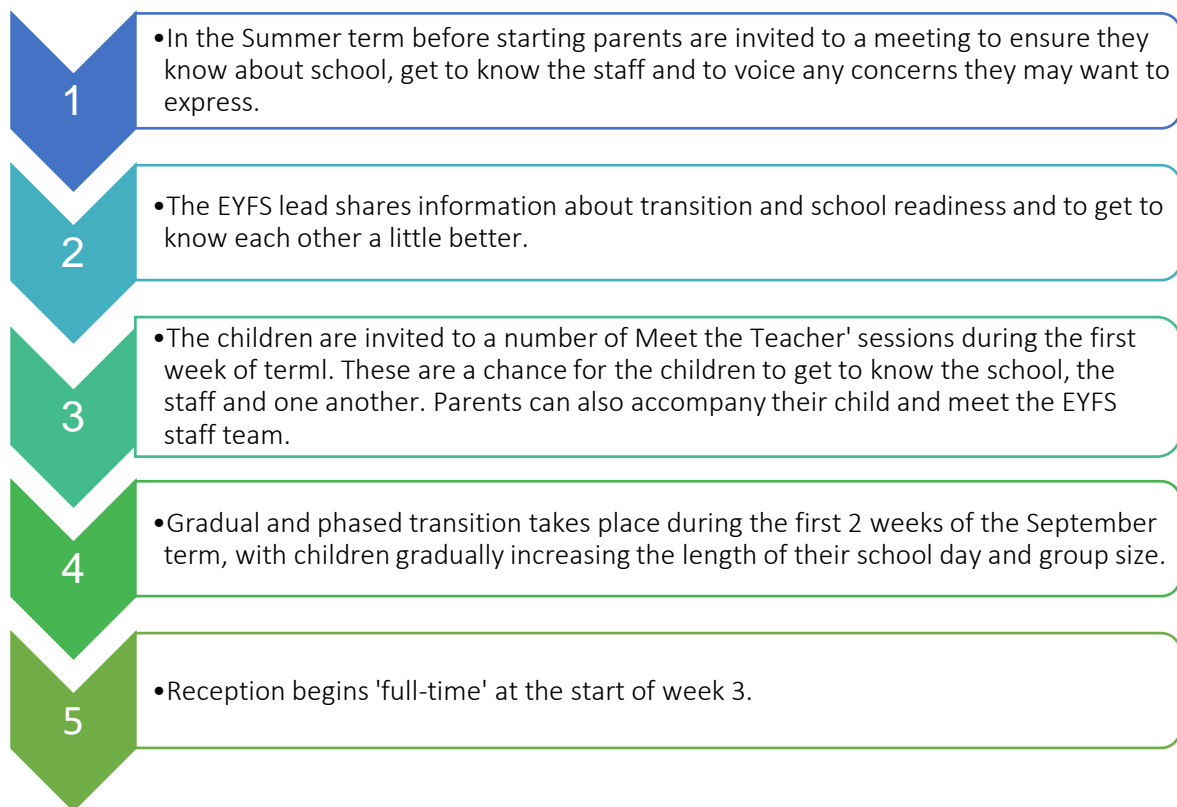 1
•In the Summer term before starting parents are invited to a meeting to ensure they
know about school, get to know the staff and to voice any concerns they may want to
express.
2
•The EYFS lead shares information about transition and school readiness and to get to
know each other a little better.
3
•The children are invited to a number of Meet the Teacher' sessions during the first
week of terml. These are a chance for the children to get to know the school, the
staff and one another. Parents can also accompany their child and meet the EYFS
staff team.
4
•Gradual and phased transition takes place during the first 2 weeks of the September
term, with children gradually increasing the length of their school day and group size.
5
•Reception begins 'full-time' at the start of week 3.